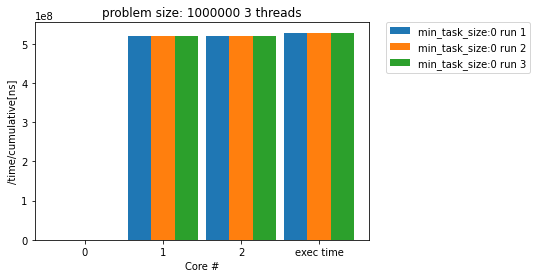 problem size: 1000000 3 threads
1e8
min_task_size:0 run 1
min_task_size:0 run 2
min_task_size:0 run 3
5
4
3
2
1
0
/time/cumulative[ns]
0 1 2 exec time
Core #